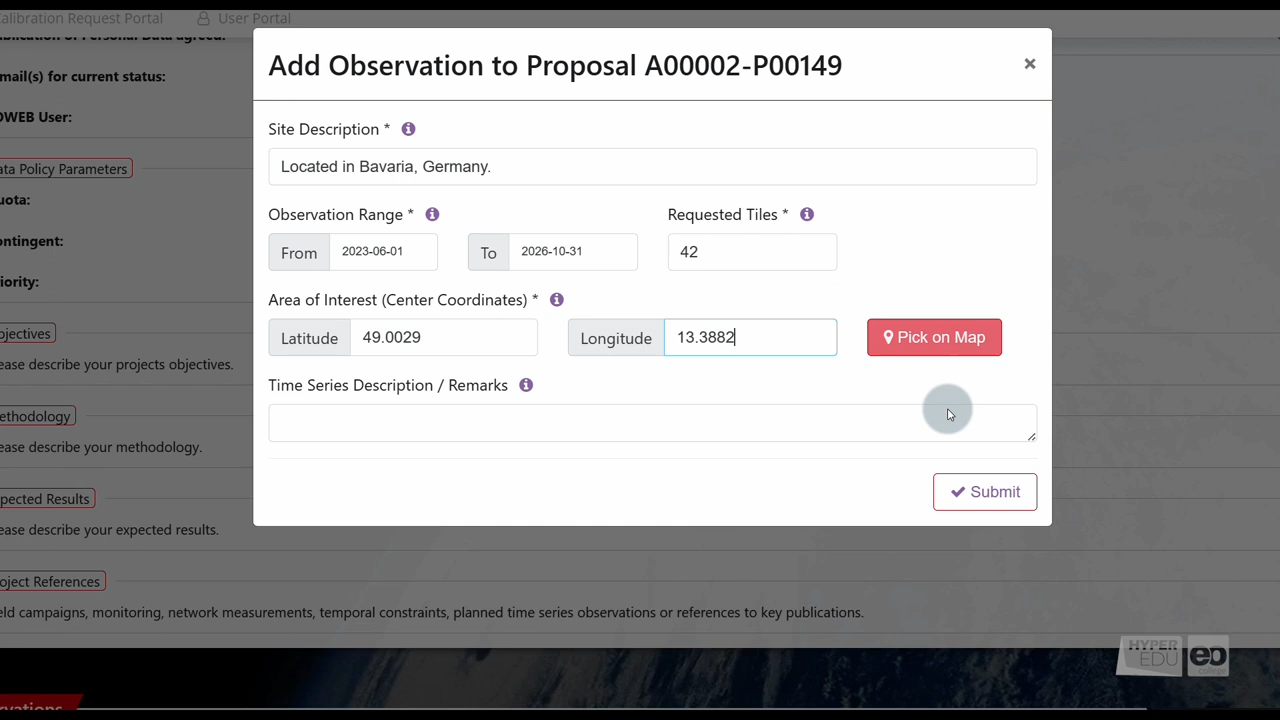 alibration Request Portal User Portal
ublication of Personal Data agreed:
mail(s) for current status:
OWEB User:
ata Policy Parameters
uota:
ontingent:
iority:
bjectives
ease describe your projects objectives.
ethodology
ease describe your methodology.
pected Results
ease describe your expected results.
oject References
eld campaigns, monitoring, network measurements, temporal constraints, planned time series observations or references to key publications.
Add Observation to Proposal A00002-P00149 ×
Site Description *
Located in Bavaria, Germany.
Observation Range * Requested Tiles *
From 2023-06-01 To 2026-10-31 42
Area of Interest (Center Coordinates) *
Latitude 49.0029 Longitude 13.3882 Pick on Map
Time Series Description / Remarks
Submit
HYPER
EDU
eo
college
rvations